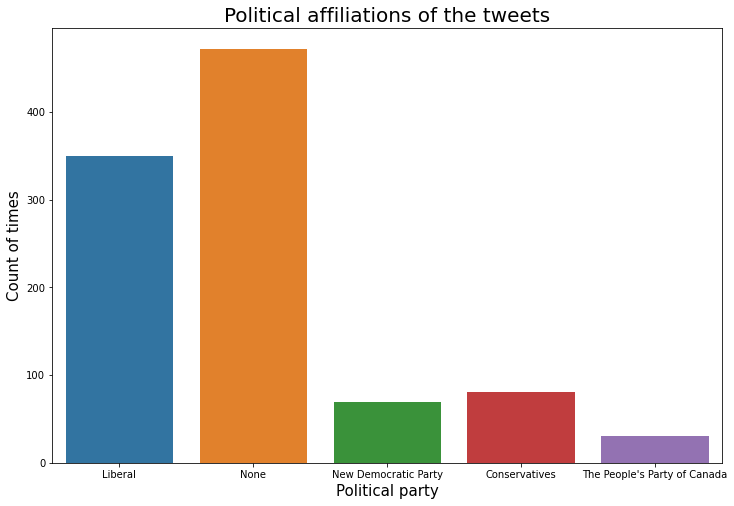 Political affiliations of the tweets
Count of times
400
300
200
100
0
Liberal
None
New Democratic Party
Conservatives
The People's Party of Canada
Political party